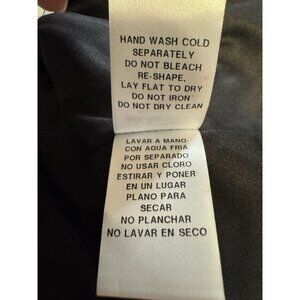 HAND WASH COLD
SEPARATELY
DO NOT BLEACH
RE-SHAPE,
LAY FLAT TO DRY
DO NOT IRON
DO NOT DRY CLEAN
LAVAR A MANO
CON AGUA FRIA
POR SEPARADO
NO USAR CLORO
ESTIRAR Y PONER
EN UN LUGAR
PLANO PARA
SECAR
NO PLANCHAR
NO LAVAR EN SECO